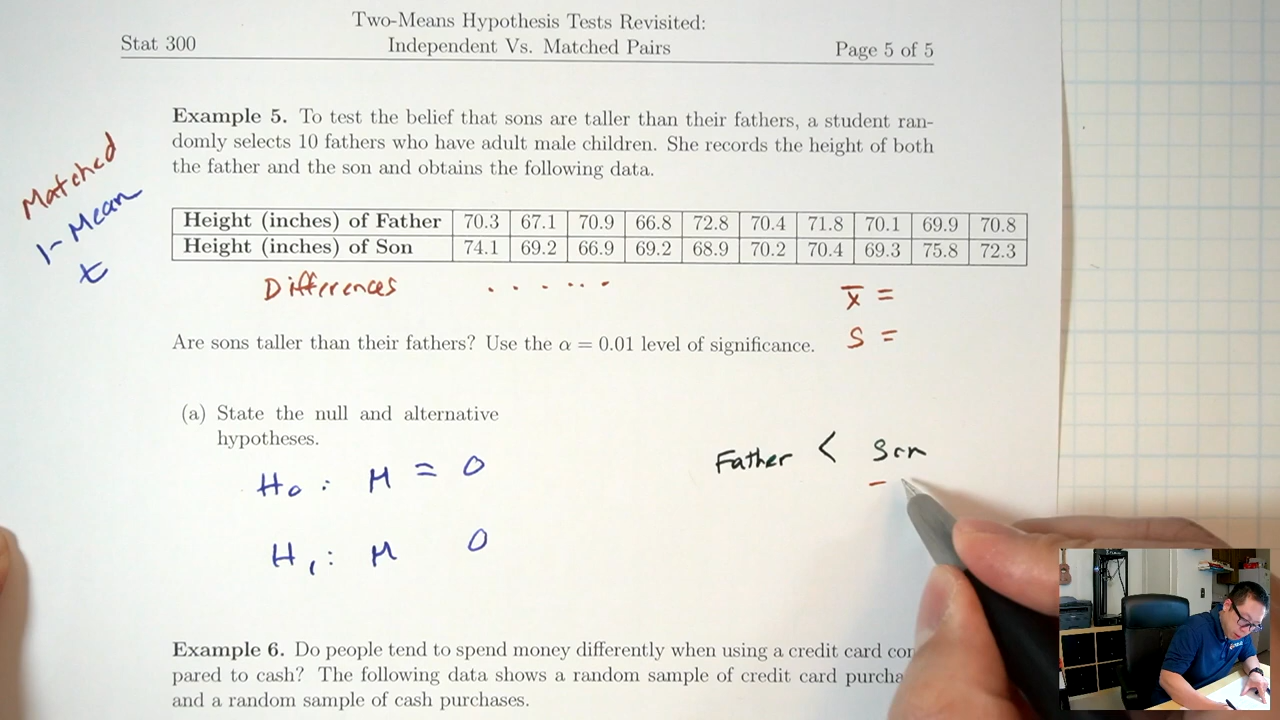 Two-Means Hypothesis Tests Revisited:
Stat 300 Independent Vs. Matched Pairs Page 5 of 5
Example 5. To test the belief that sons are taller than their fathers, a student ran-
domly selects 10 fathers who have adult male children. She records the height of both
the father and the son and obtains the following data.
Matched
1-Mean
t
Height (inches) of Father 70.3 67.1 70.9 66.8 72.8 70.4 71.8 70.1 69.9 70.8
Height (inches) of Son 74.1 69.2 66.9 69.2 68.9 70.2 70.4 69.3 75.8 72.3
Differences . . . . . . x̄ =
Are sons taller than their fathers? Use the α = 0.01 level of significance. S =
(a) State the null and alternative
hypotheses.
Father < Son
H₀ : μ = 0
–
H₁ : μ 0
Example 6. Do people tend to spend money differently when using a credit card
pared to cash? The following data shows a random sample of credit card
and a random sample of cash purchases.